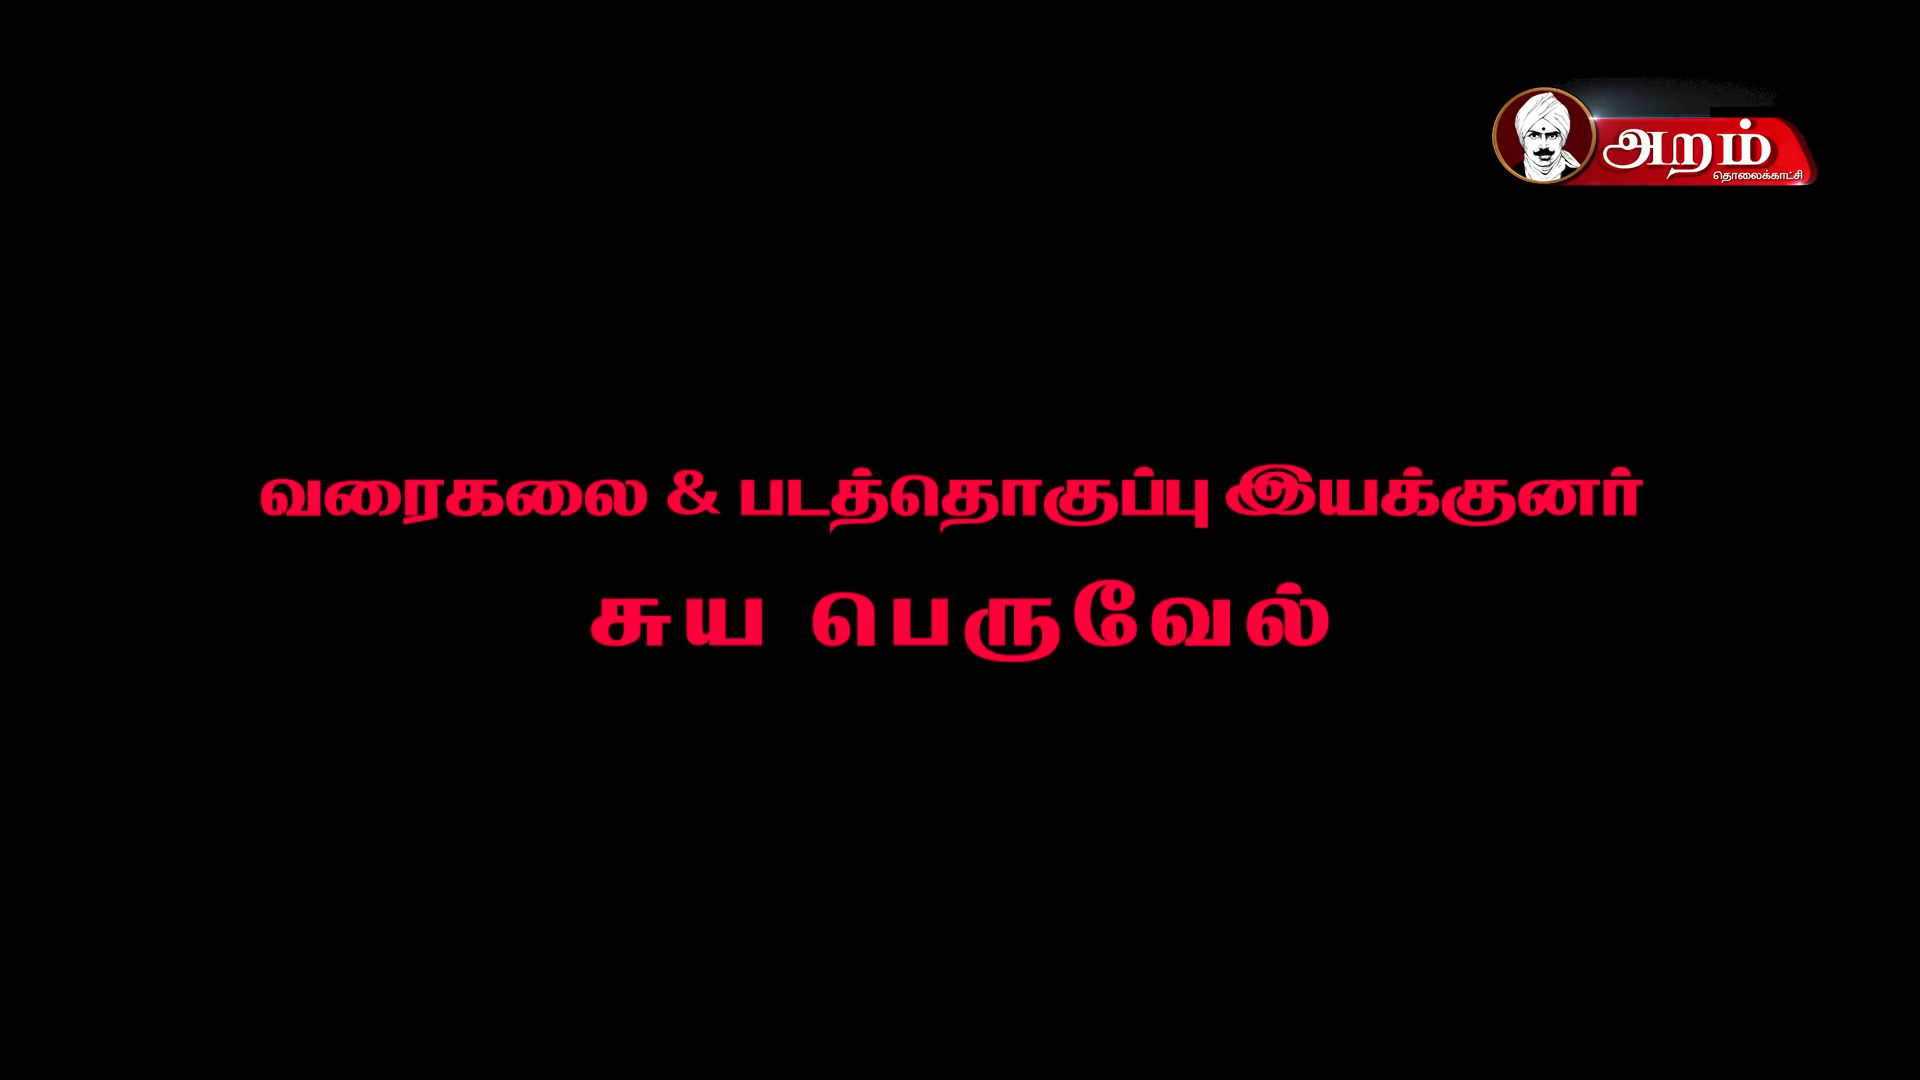 அறம்
தொலைக்காட்சி
வரைகலை & படத்தொகுப்பு இயக்குனர்
சுய பெருவேல்